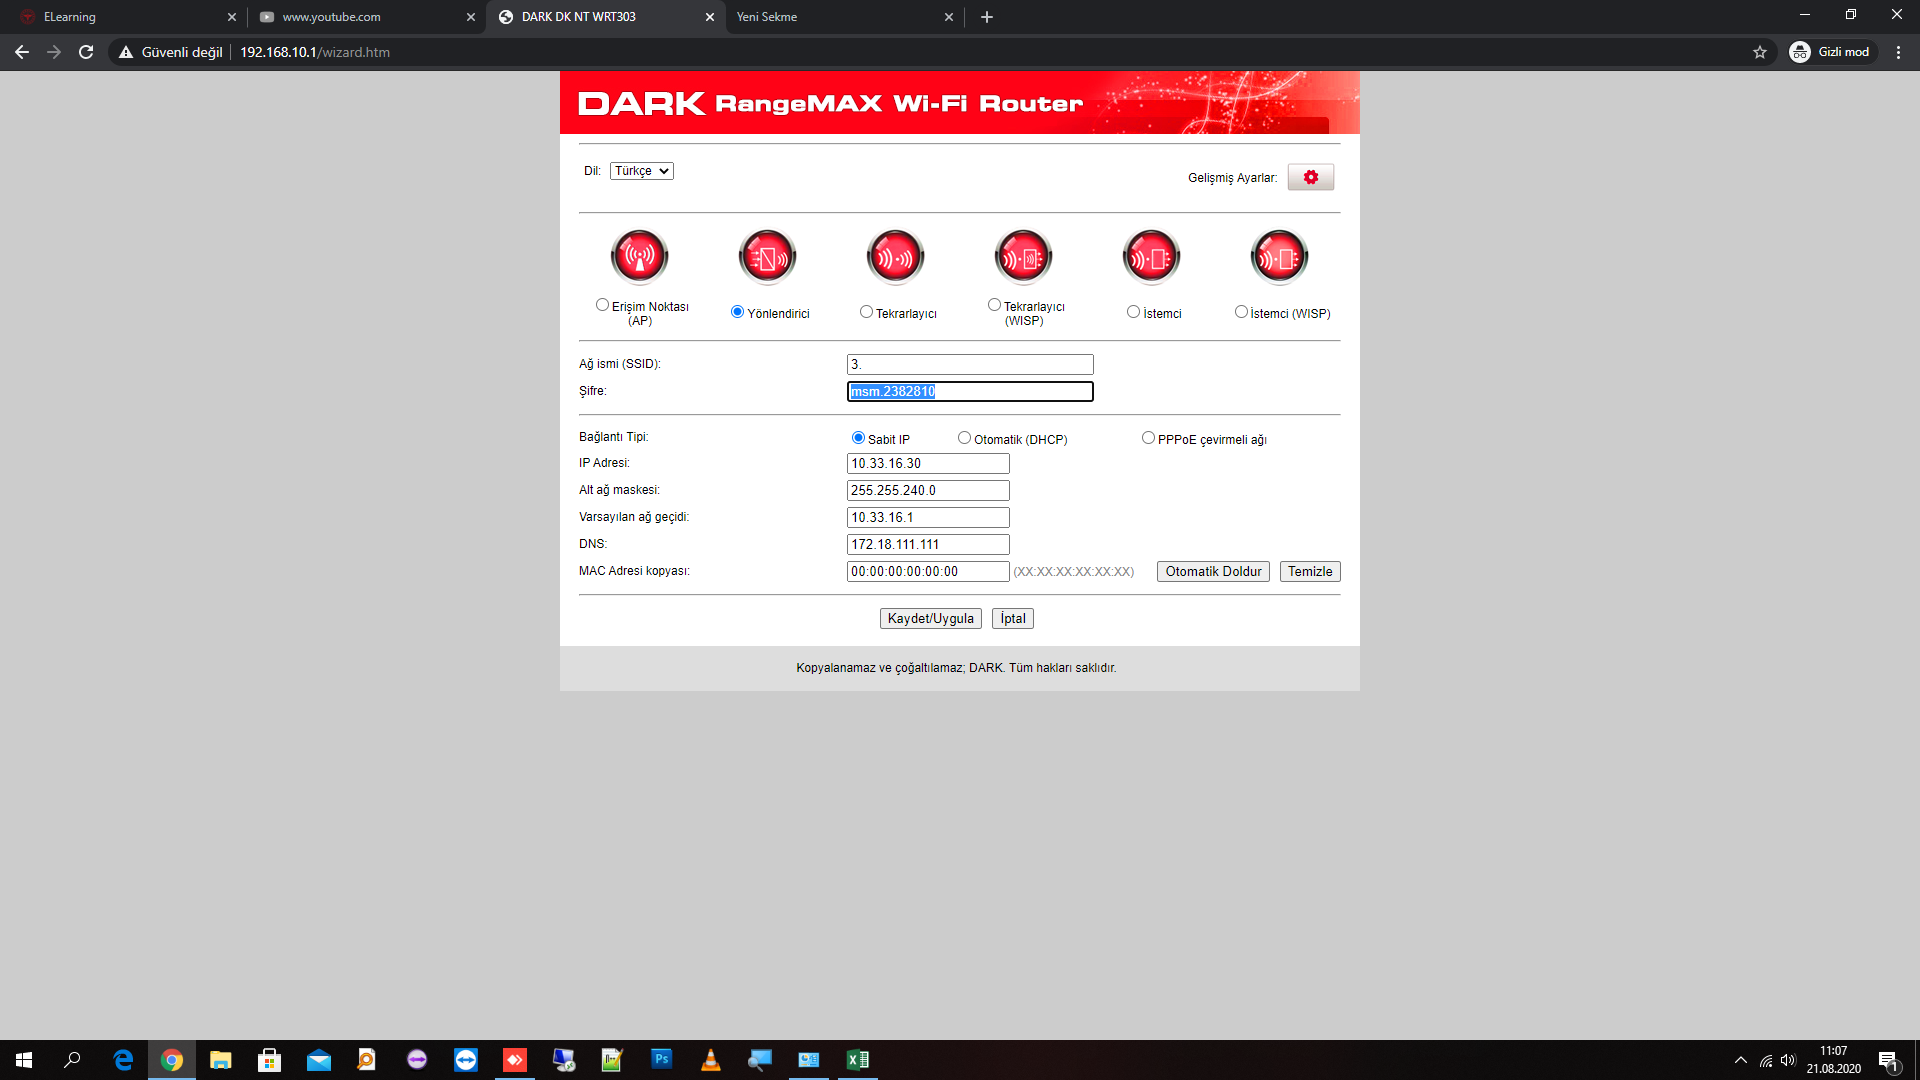 ELearning
www.youtube.com
DARK DK NT WRT303
Yeni Sekme
Güvenli değil
192.168.10.1/wizard.htm
Gizli mod
DARK RangeMAX Wi-Fi Router
Dil: Türkçe
Gelişmiş Ayarlar:
Erişim Noktası (AP)
Yönlendirici
Tekrarlayıcı
Tekrarlayıcı (WISP)
İstemci
İstemci (WISP)
Ağ ismi (SSID): 3.
Şifre: msm.2382810
Bağlantı Tipi: Sabit IP Otomatik (DHCP) PPPoE çevirmeli ağı
IP Adresi: 10.33.16.30
Alt ağ maskesi: 255.255.240.0
Varsayılan ağ geçidi: 10.33.16.1
DNS: 172.18.111.111
MAC Adresi kopyası: 00:00:00:00:00:00 (XX:XX:XX:XX:XX:XX) Otomatik Doldur Temizle
Kaydet/Uygula İptal
Kopyalanamaz ve çoğaltılamaz; DARK. Tüm hakları saklıdır.
Ps
11:07
21.08.2020
1